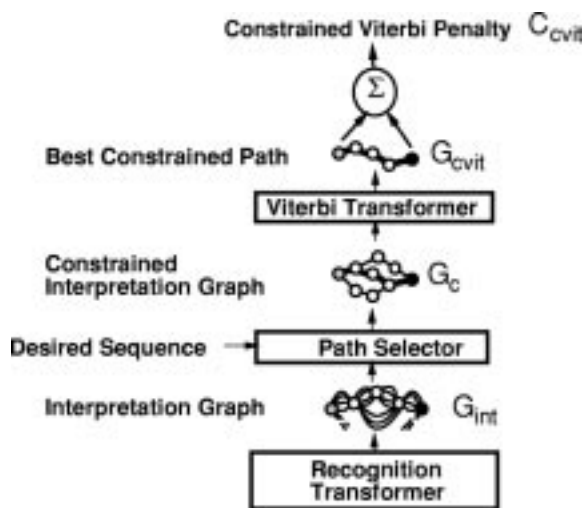 Constrained Viterbi Penalty C_cvit
Σ
Best Constrained Path G_cvit
Viterbi Transformer
Constrained
Interpretation Graph G_c
Desired Sequence
Path Selector
Interpretation Graph G_int
Recognition
Transformer